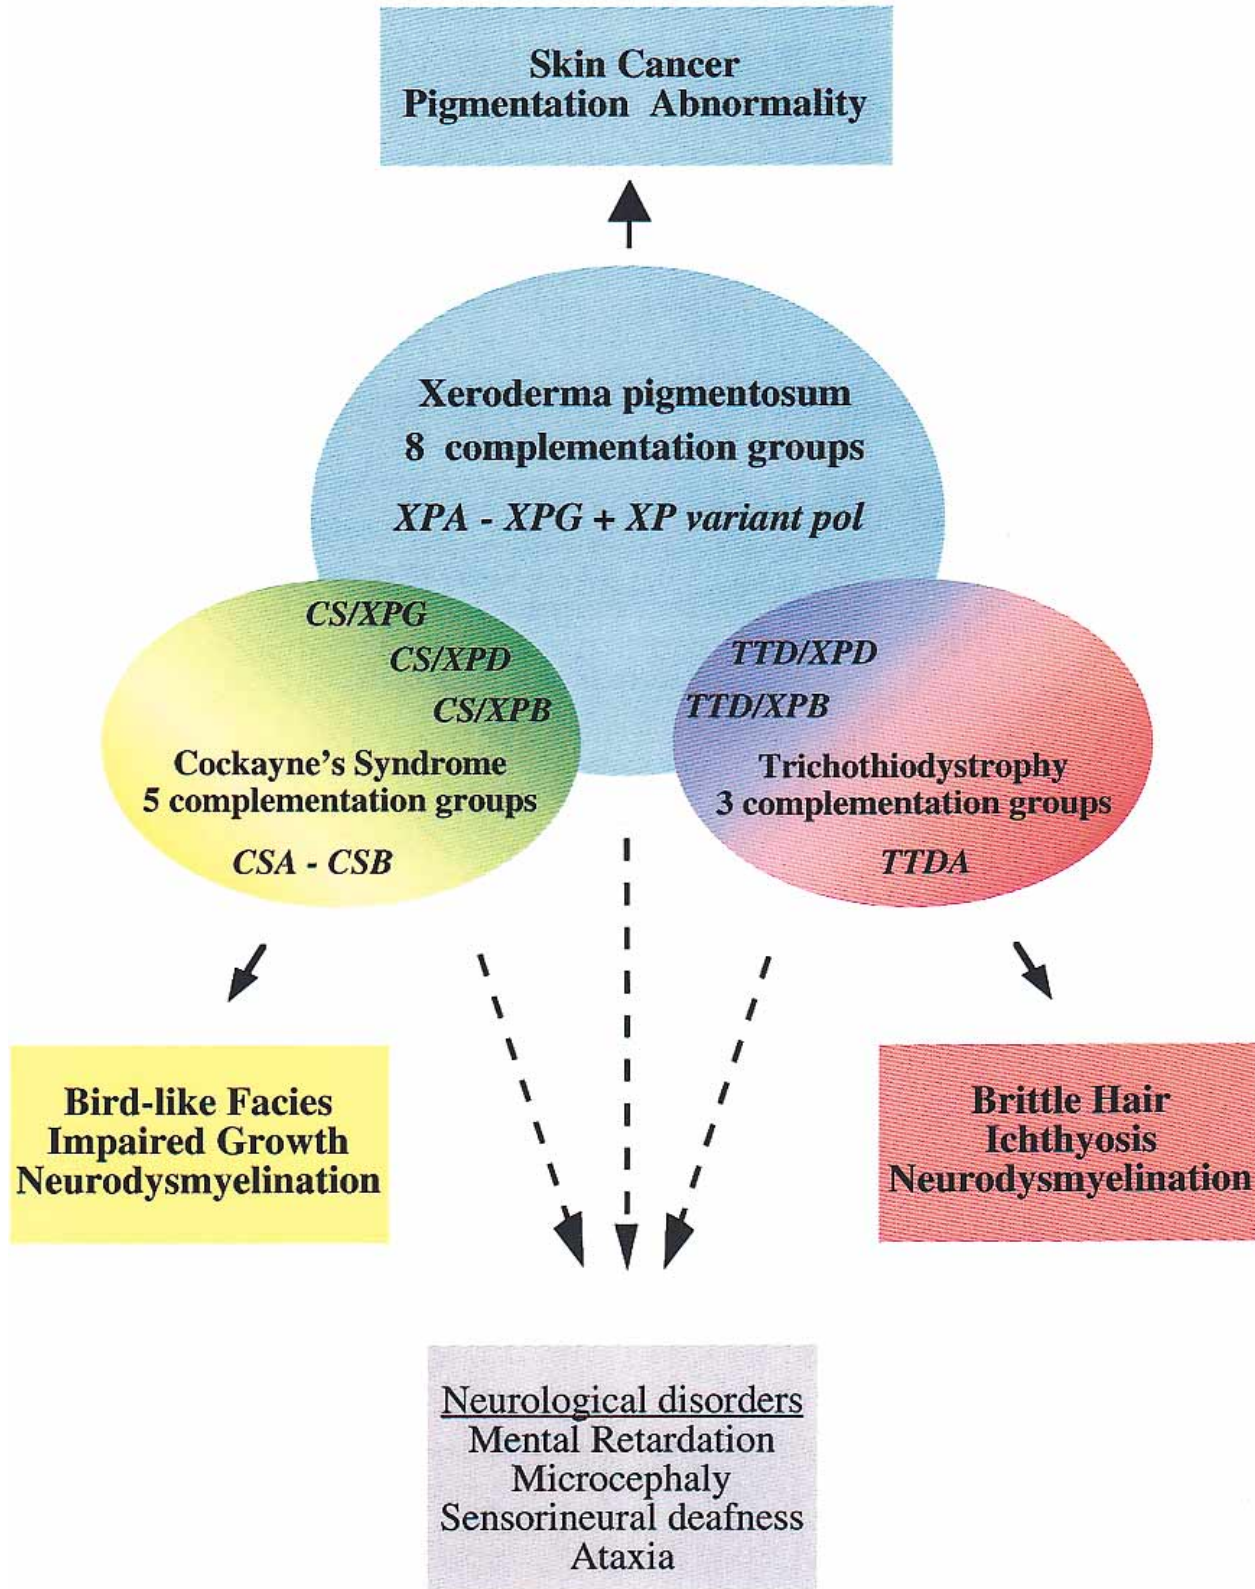 Skin Cancer
Pigmentation Abnormality
Xeroderma pigmentosum
8 complementation groups
XPA - XPG + XP variant pol
CS/XPG
CS/XPD
CS/XPB
Cockayne's Syndrome
5 complementation groups
CSA - CSB
TTD/XPD
TTD/XPB
Trichothiodystrophy
3 complementation groups
TTDA
Bird-like Facies
Impaired Growth
Neurodysmyelination
Brittle Hair
Ichthyosis
Neurodysmyelination
Neurological disorders
Mental Retardation
Microcephaly
Sensorineural deafness
Ataxia